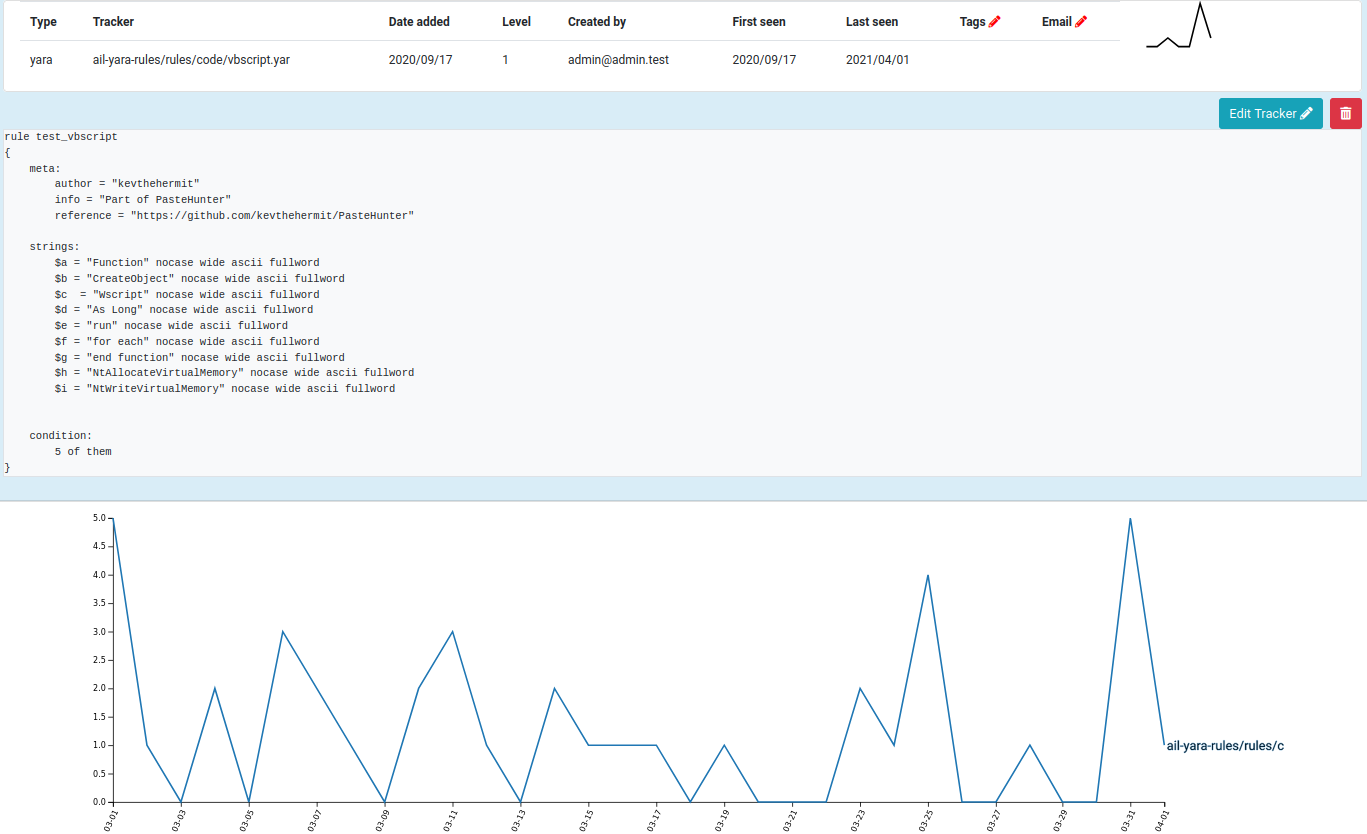 Type Tracker Date added Level Created by First seen Last seen Tags Email
yara ail-yara-rules/rules/code/vbscript.yar 2020/09/17 1 admin@admin.test 2020/09/17 2021/04/01
Edit Tracker
rule test_vbscript
{
    meta:
        author = "kevthehermit"
        info = "Part of PasteHunter"
        reference = "https://github.com/kevthehermit/PasteHunter"

    strings:
        $a = "Function" nocase wide ascii fullword
        $b = "CreateObject" nocase wide ascii fullword
        $c  = "Wscript" nocase wide ascii fullword
        $d = "As Long" nocase wide ascii fullword
        $e = "run" nocase wide ascii fullword
        $f = "for each" nocase wide ascii fullword
        $g = "end function" nocase wide ascii fullword
        $h = "NtAllocateVirtualMemory" nocase wide ascii fullword
        $i = "NtWriteVirtualMemory" nocase wide ascii fullword

    condition:
        5 of them
}
5.0
4.5
4.0
3.5
3.0
2.5
2.0
1.5
1.0
0.5
0.0
ail-yara-rules/rules/c
03-01 03-03 03-05 03-07 03-09 03-11 03-13 03-15 03-17 03-19 03-21 03-23 03-25 03-27 03-29 03-31 04-01